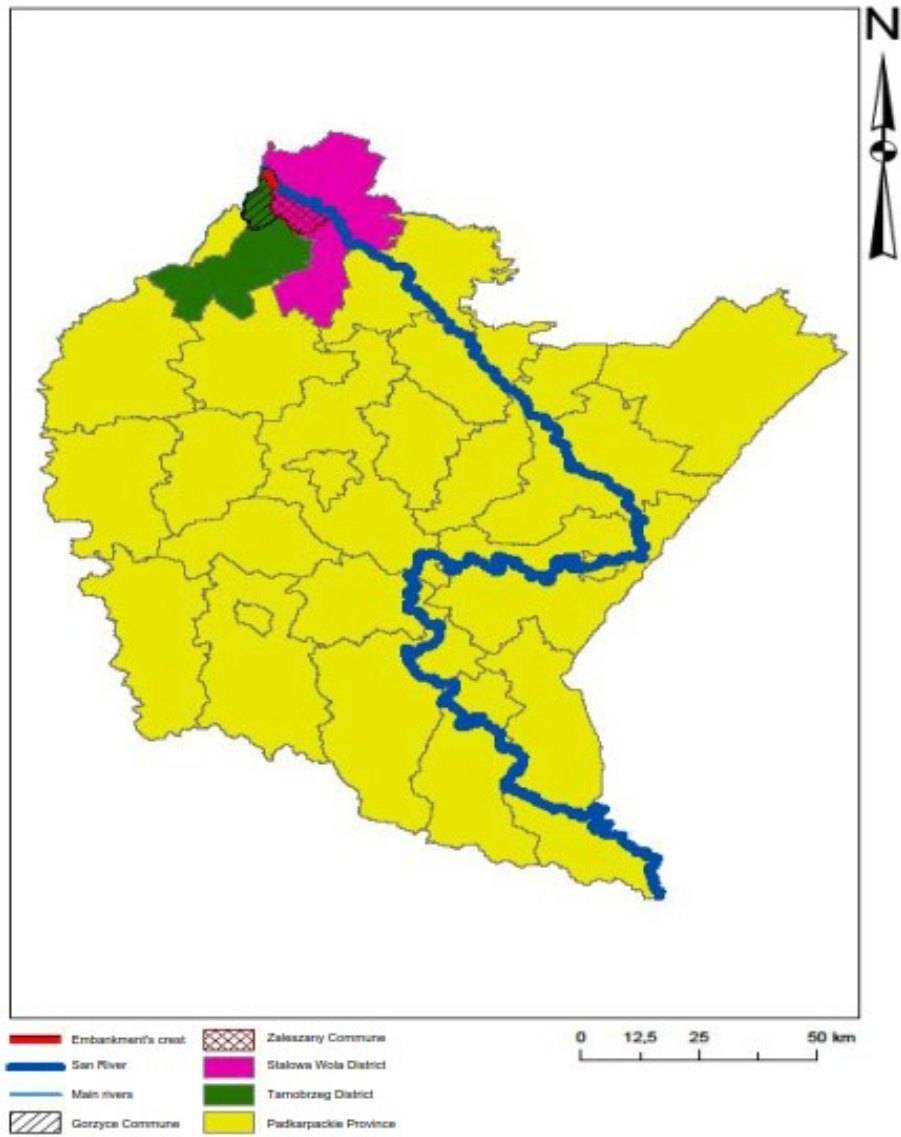 N
Embankment's crest
Zaleszany Commune
0 12,5 25 50 km
San River
Stalowa Wola District
Main rivers
Tarnobrzeg District
Gorzyce Commune
Padkarpackie Province